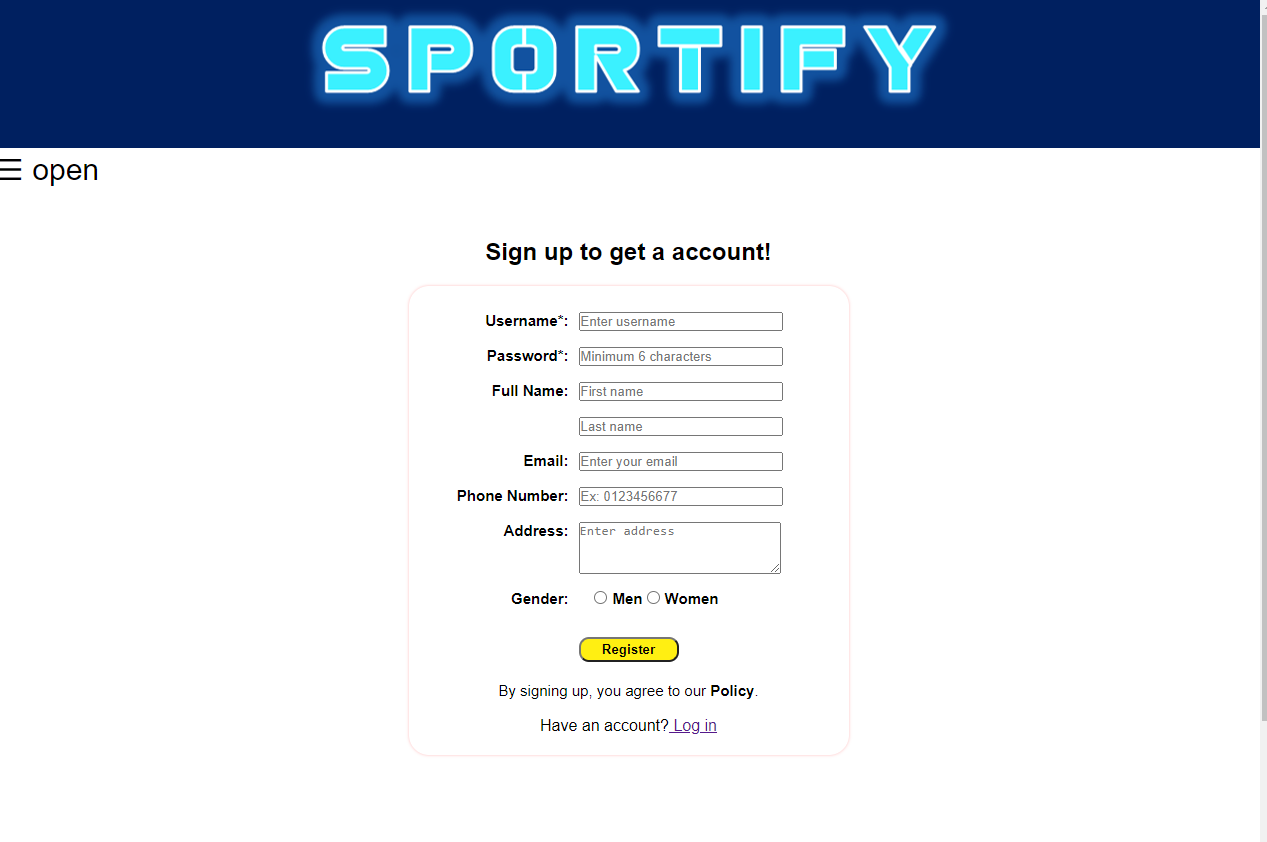 SPORTIFY
☰ open
Sign up to get a account!
Username*: Enter username
Password*: Minimum 6 characters
Full Name: First name
Last name
Email: Enter your email
Phone Number: Ex: 0123456677
Address: Enter address
Gender: Men Women
Register
By signing up, you agree to our Policy.
Have an account? Log in